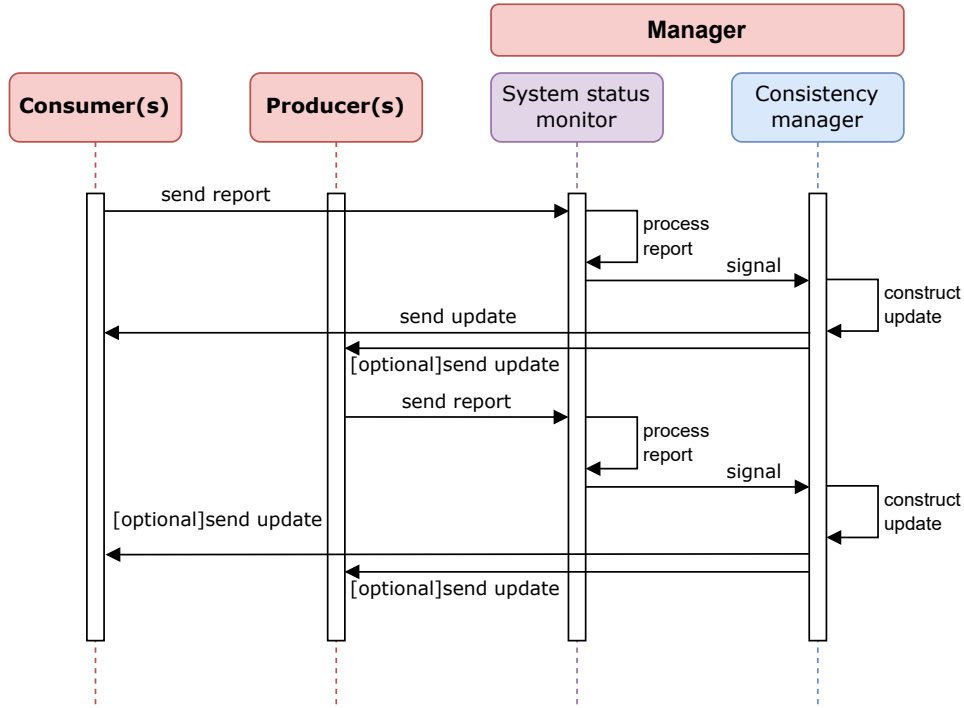 Manager
Consumer(s)
Producer(s)
System status
monitor
Consistency
manager
send report
process
report
signal
construct
update
send update
[optional]send update
send report
process
report
signal
construct
update
[optional]send update
[optional]send update